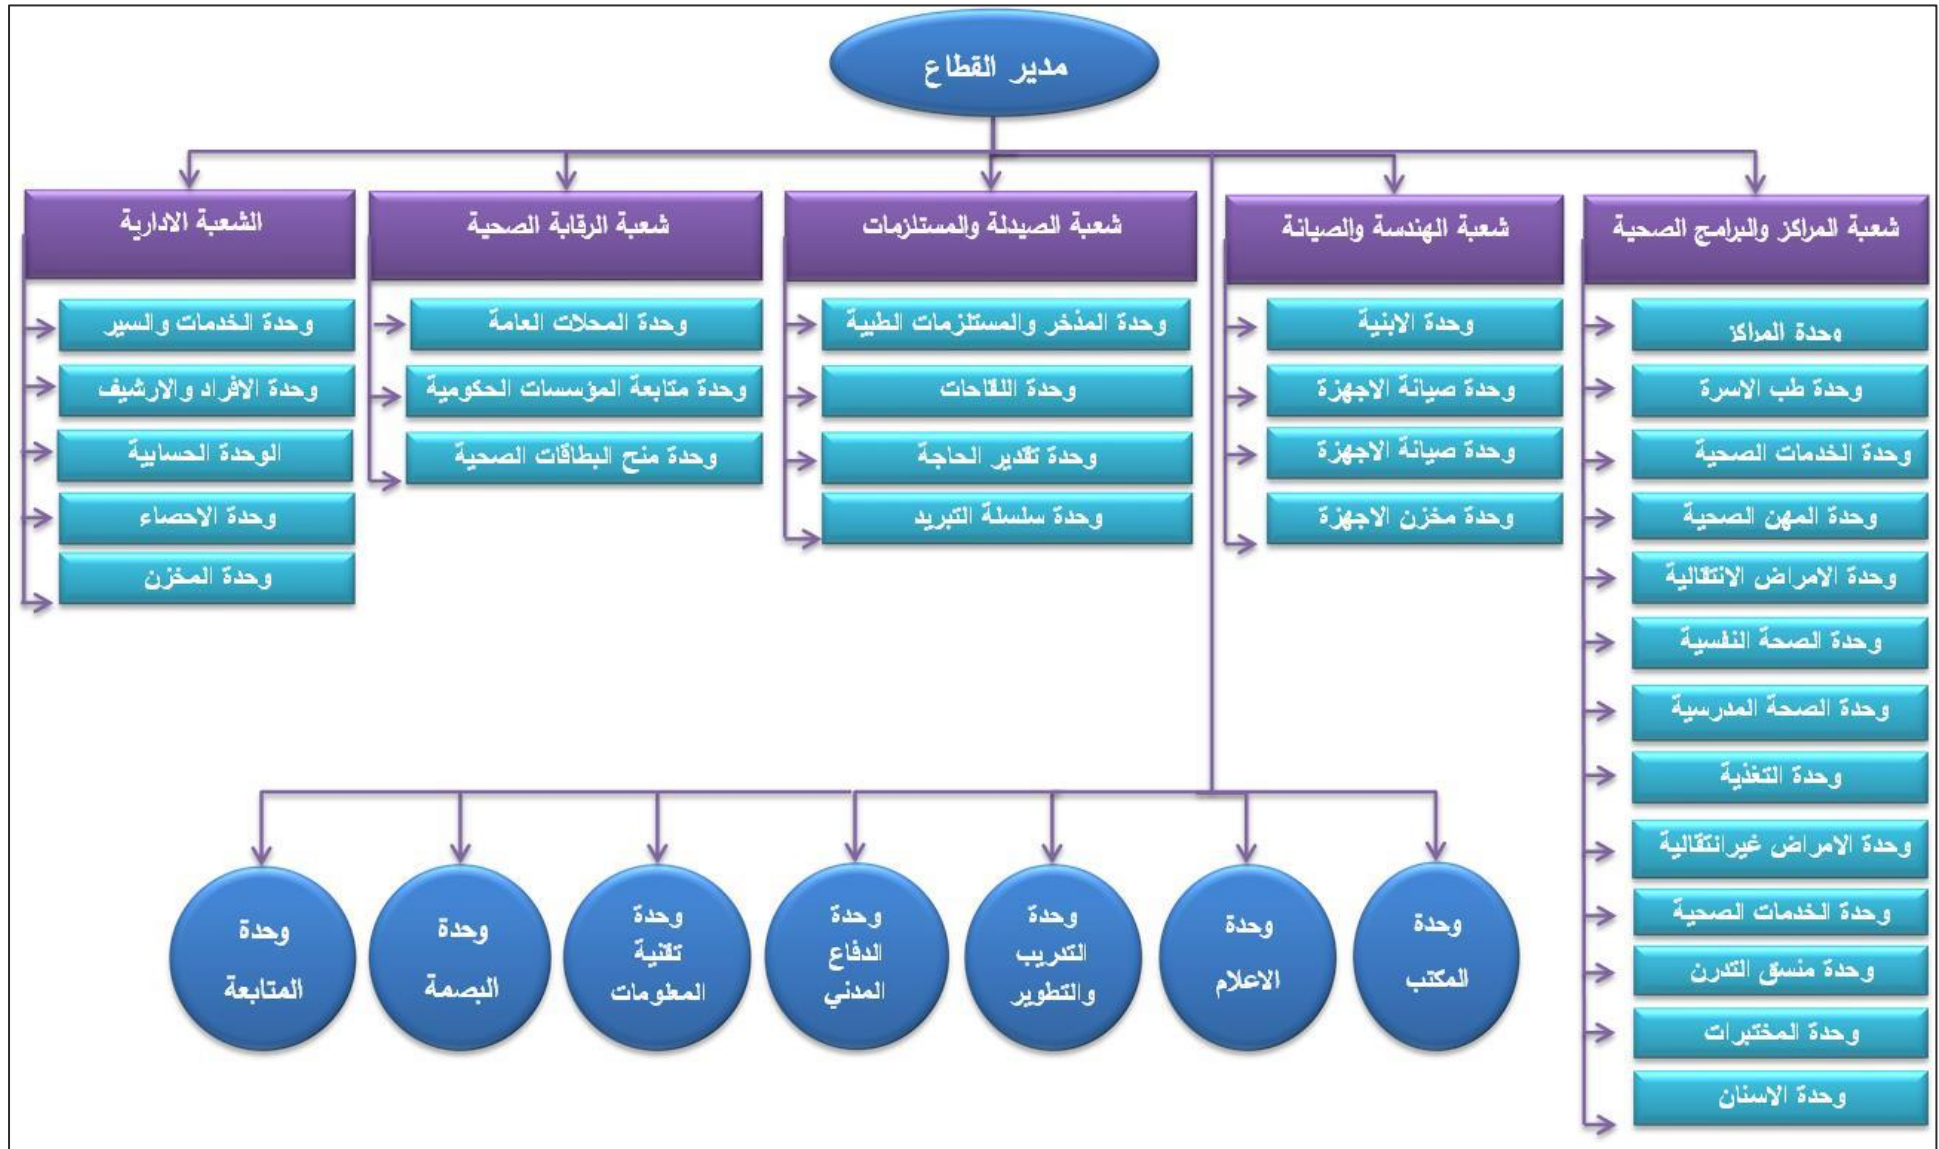 مدير القطاع
شعبة المراكز والبرامج الصحية
وحدة المراكز
وحدة طب الاسرة
وحدة الخدمات الصحية
وحدة المهن الصحية
وحدة الامراض الانتقالية
وحدة الصحة النفسية
وحدة الصحة المدرسية
وحدة التغذية
وحدة الامراض غيرانتقالية
وحدة الخدمات الصحية
وحدة منسق التدرن
وحدة المختبرات
وحدة الاسنان
شعبة الهندسة والصيانة
وحدة الابنية
وحدة صيانة الاجهزة
وحدة صيانة الاجهزة
وحدة مخزن الاجهزة
شعبة الصيدلة والمستلزمات
وحدة المذخر والمستلزمات الطبية
وحدة اللقاحات
وحدة تقدير الحاجة
وحدة سلسلة التبريد
شعبة الرقابة الصحية
وحدة المحلات العامة
وحدة متابعة المؤسسات الحكومية
وحدة منح البطاقات الصحية
الشعبة الادارية
وحدة الخدمات والسير
وحدة الافراد والارشيف
الوحدة الحسابية
وحدة الاحصاء
وحدة المخزن
وحدة
المكتب
وحدة
الاعلام
وحدة
التدريب
والتطوير
وحدة
الدفاع
المدني
وحدة
تقنية
المعلومات
وحدة
البصمة
وحدة
المتابعة